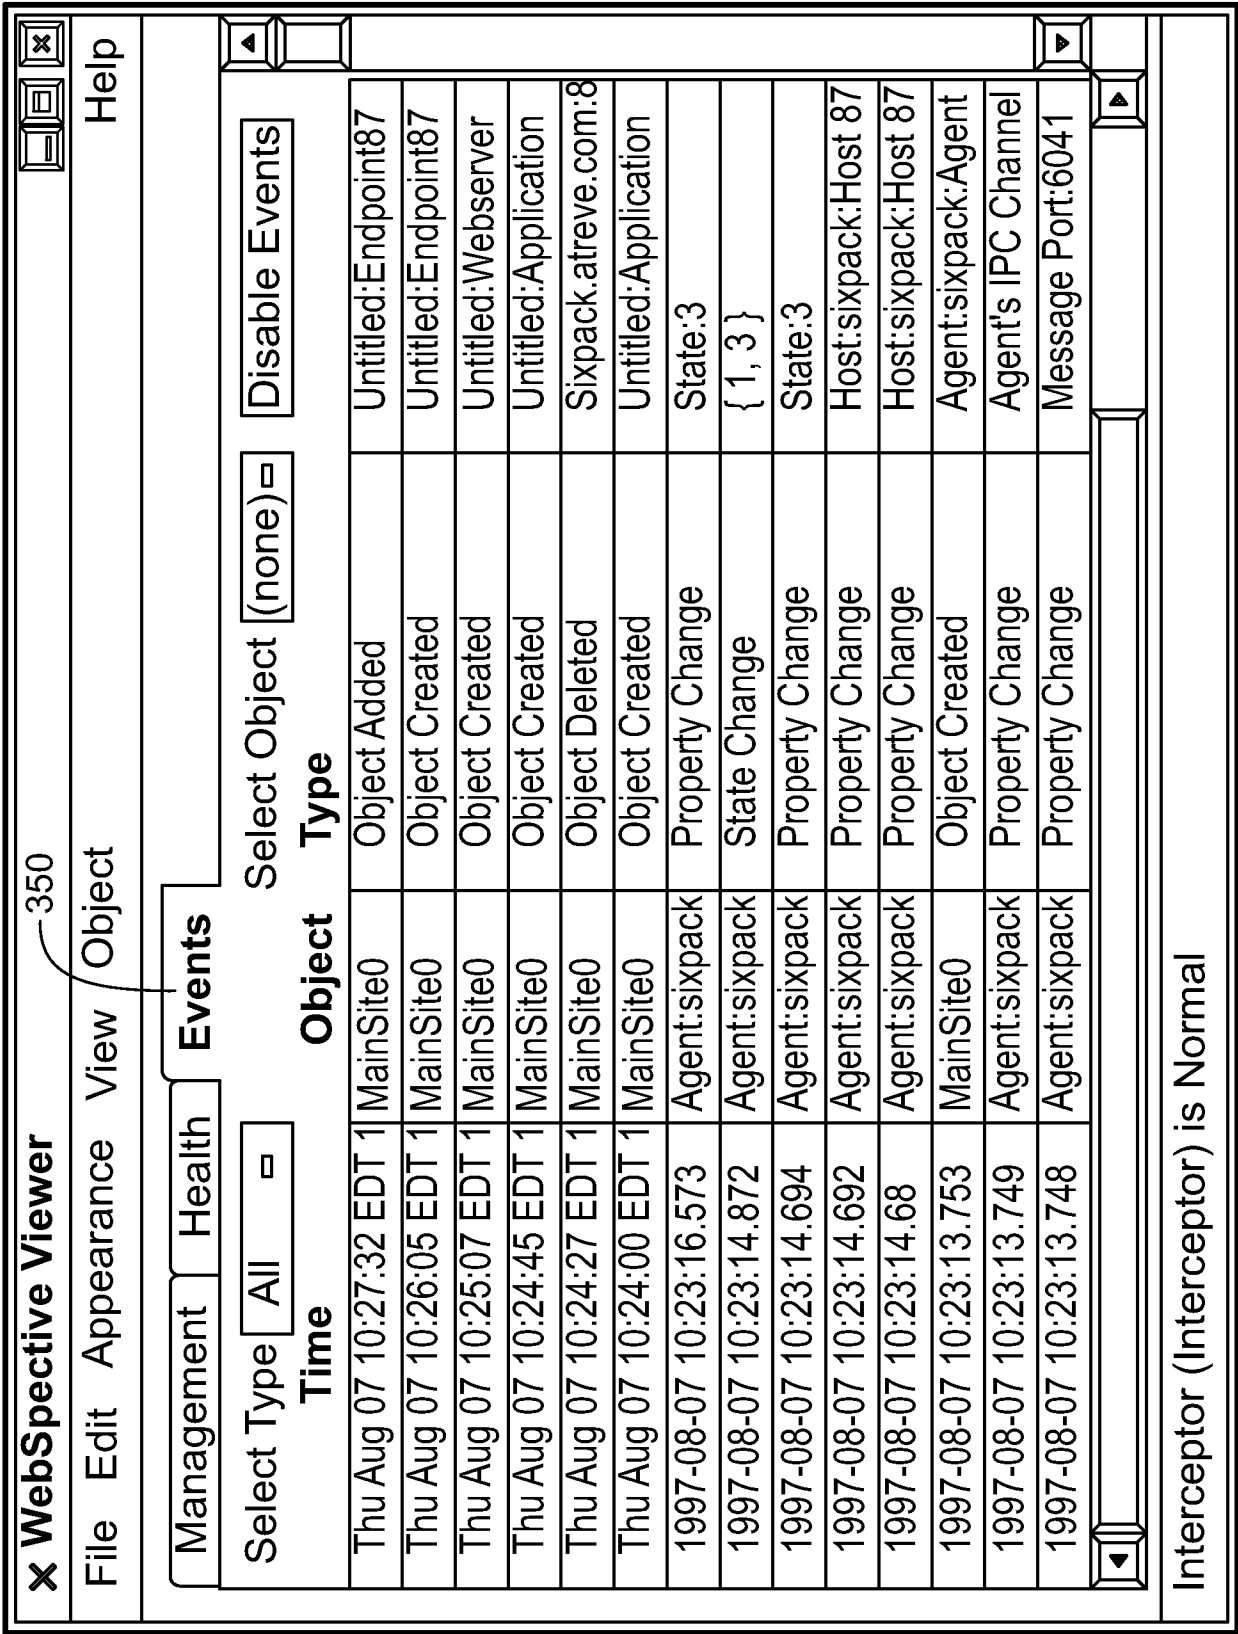 × WebSpective Viewer
350
File Edit Appearance View Object Help
Management Health Events
Select Type All Select Object (none) Disable Events
Time Object Type
Thu Aug 07 10:27:32 EDT 1 MainSite0 Object Added Untitled:Endpoint87
Thu Aug 07 10:26:05 EDT 1 MainSite0 Object Created Untitled:Endpoint87
Thu Aug 07 10:25:07 EDT 1 MainSite0 Object Created Untitled:Webserver
Thu Aug 07 10:24:45 EDT 1 MainSite0 Object Created Untitled:Application
Thu Aug 07 10:24:27 EDT 1 MainSite0 Object Deleted Sixpack.atreve.com:8
Thu Aug 07 10:24:00 EDT 1 MainSite0 Object Created Untitled:Application
1997-08-07 10:23:16.573 Agent:sixpack Property Change State:3
1997-08-07 10:23:14.872 Agent:sixpack State Change { 1, 3 }
1997-08-07 10:23:14.694 Agent:sixpack Property Change State:3
1997-08-07 10:23:14.692 Agent:sixpack Property Change Host:sixpack:Host 87
1997-08-07 10:23:14.68 Agent:sixpack Property Change Host:sixpack:Host 87
1997-08-07 10:23:13.753 MainSite0 Object Created Agent:sixpack:Agent
1997-08-07 10:23:13.749 Agent:sixpack Property Change Agent's IPC Channel
1997-08-07 10:23:13.748 Agent:sixpack Property Change Message Port:6041
Interceptor (Interceptor) is Normal